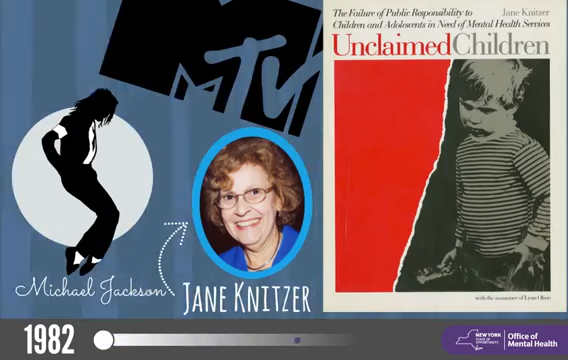 The Failure of Public Responsibility to
Jane Knitzer
Children and Adolescents in Need of Mental Health Services
UnclaimedChildren
MTV
Michael Jackson
JANE KNITZER
with the assistance of Lynn Olson
1982
NEW YORK
STATE OF
OPPORTUNITY.
Office of
Mental Health